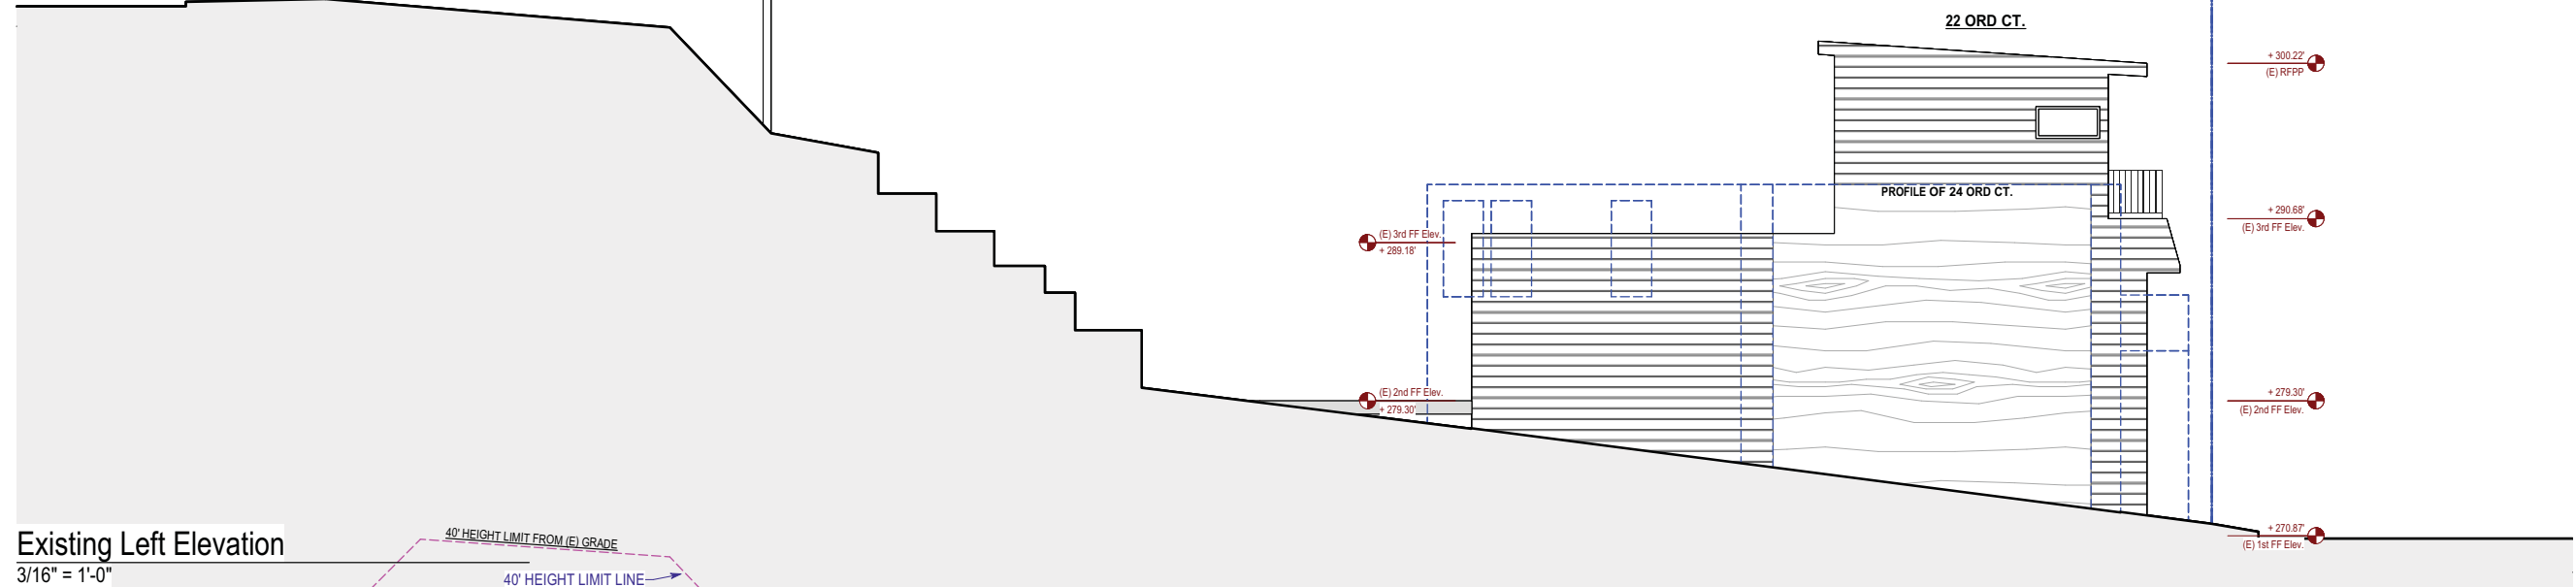 22 ORD CT.
+ 300.22'
(E) RFPP
PROFILE OF 24 ORD CT.
+ 290.68'
(E) 3rd FF Elev.
(E) 3rd FF Elev.
+ 289.18'
(E) 2nd FF Elev.
+ 279.30'
+ 279.30'
(E) 2nd FF Elev.
+ 270.87'
(E) 1st FF Elev.
Existing Left Elevation
3/16" = 1'-0"
40' HEIGHT LIMIT FROM (E) GRADE
40' HEIGHT LIMIT LINE